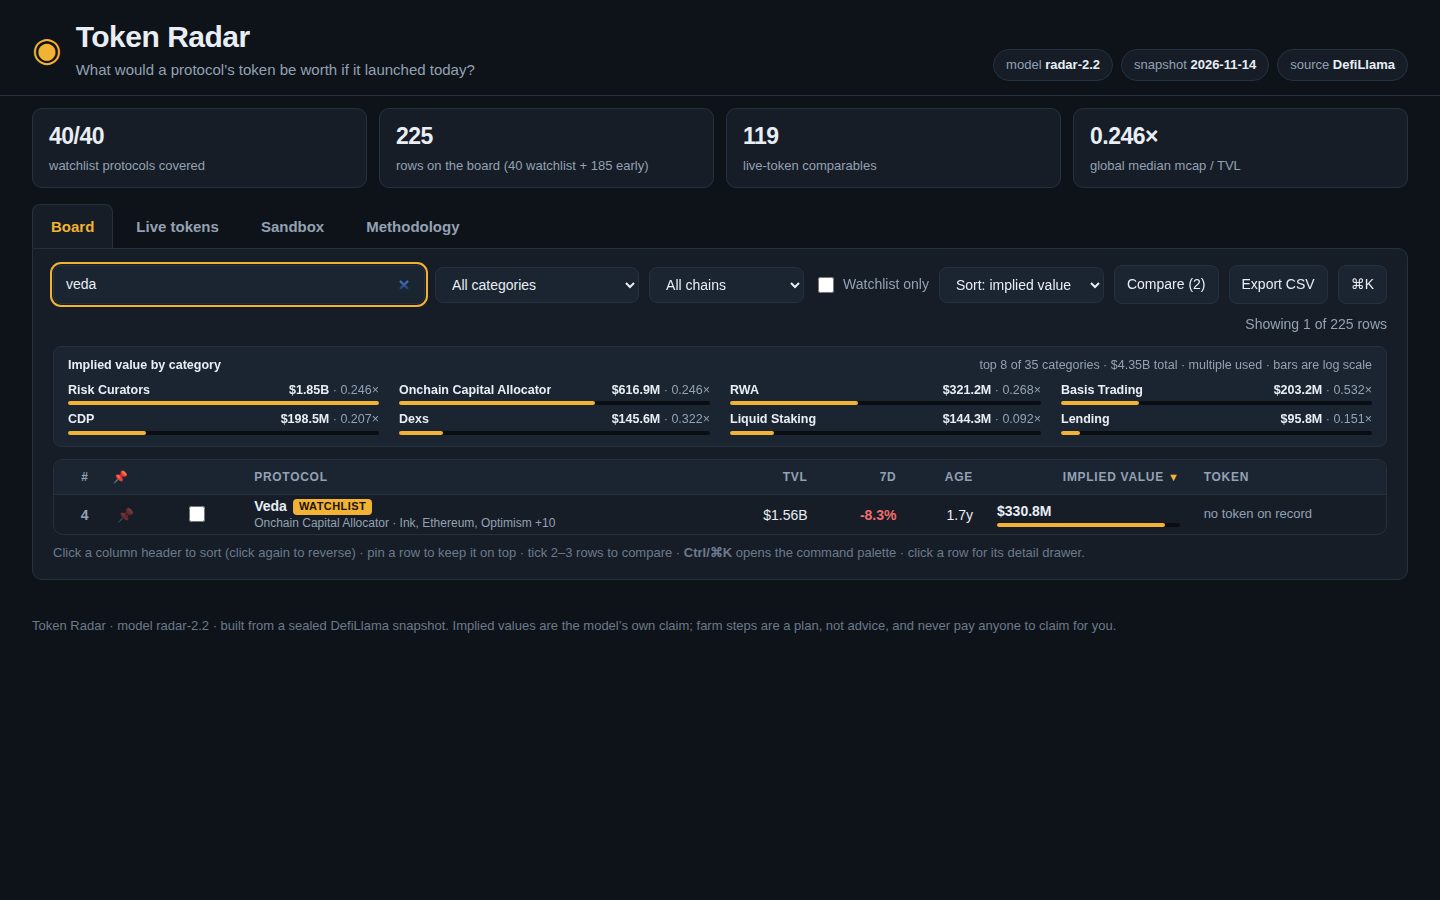 Token Radar
What would a protocol's token be worth if it launched today?
model radar-2.2
snapshot 2026-11-14
source DefiLlama
40/40
watchlist protocols covered
225
rows on the board (40 watchlist + 185 early)
119
live-token comparables
0.246×
global median mcap / TVL
Board
Live tokens
Sandbox
Methodology
veda
All categories
All chains
Watchlist only
Sort: implied value
Compare (2)
Export CSV
⌘K
Showing 1 of 225 rows
Implied value by category
top 8 of 35 categories · $4.35B total · multiple used · bars are log scale
Risk Curators $1.85B · 0.246×
Onchain Capital Allocator $616.9M · 0.246×
RWA $321.2M · 0.268×
Basis Trading $203.2M · 0.532×
CDP $198.5M · 0.207×
Dexs $145.6M · 0.322×
Liquid Staking $144.3M · 0.092×
Lending $95.8M · 0.151×
# 📌 PROTOCOL TVL 7D AGE IMPLIED VALUE ▼ TOKEN
4 📌 Veda WATCHLIST $1.56B -8.3% 1.7y $330.8M no token on record
Onchain Capital Allocator · Ink, Ethereum, Optimism +10
Click a column header to sort (click again to reverse) · pin a row to keep it on top · tick 2–3 rows to compare · Ctrl/⌘K opens the command palette · click a row for its detail drawer.
Token Radar · model radar-2.2 · built from a sealed DefiLlama snapshot. Implied values are the model's own claim; farm steps are a plan, not advice, and never pay anyone to claim for you.